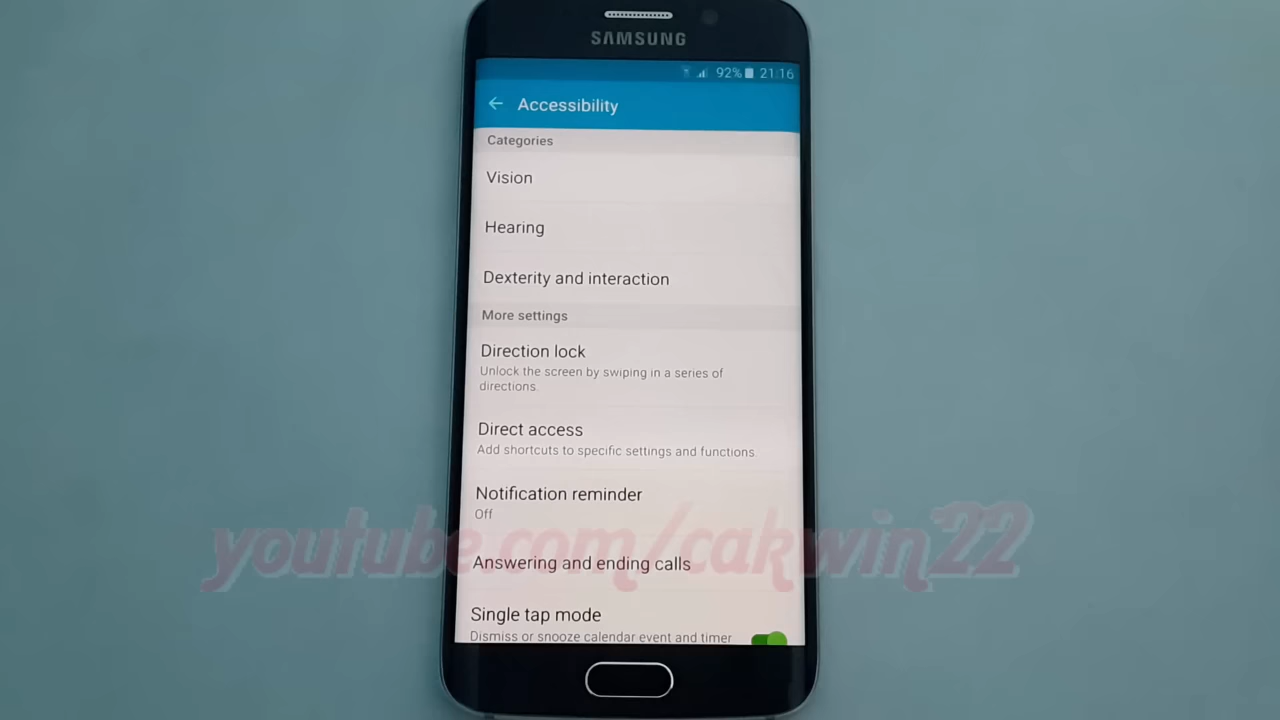 SAMSUNG
92% 21:16
Accessibility
Categories
Vision
Hearing
Dexterity and interaction
More settings
Direction lock
Unlock the screen by swiping in a series of
directions.
Direct access
Add shortcuts to specific settings and functions.
Notification reminder
Off
youtube.com/cakwin22
Answering and ending calls
Single tap mode
Dismiss or snooze calendar event and timer